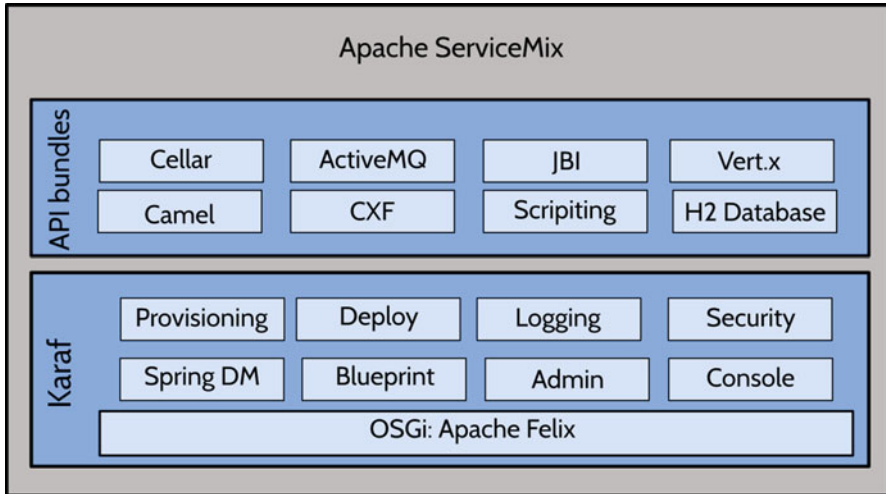 Apache ServiceMix
API bundles
Cellar
ActiveMQ
JBI
Vert.x
Camel
CXF
Scripiting
H2 Database
Karaf
Provisioning
Deploy
Logging
Security
Spring DM
Blueprint
Admin
Console
OSGi: Apache Felix